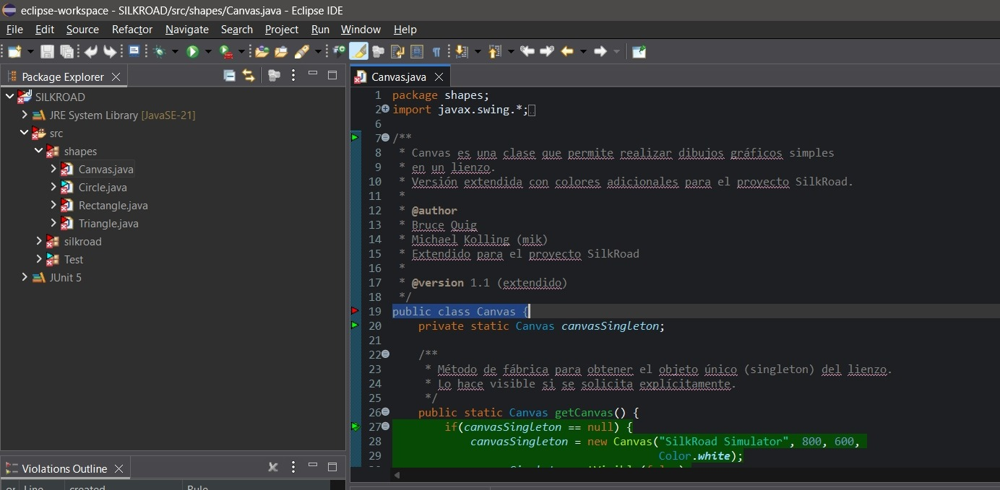 eclipse-workspace - SILKROAD/src/shapes/Canvas.java - Eclipse IDE
File Edit Source Refactor Navigate Search Project Run Window Help
Package Explorer
SILKROAD
JRE System Library [JavaSE-21]
src
shapes
Canvas.java
Circle.java
Rectangle.java
Triangle.java
silkroad
Test
JUnit 5
Violations Outline
Line created Rule
Canvas.java
1 package shapes;
2 import javax.swing.*;
6
7 /**
8 * Canvas es una clase que permite realizar dibujos gráficos simples
9 * en un lienzo.
10 * Versión extendida con colores adicionales para el proyecto SilkRoad.
11 *
12 * @author
13 * Bruce Quig
14 * Michael Kolling (mik)
15 * Extendido para el proyecto SilkRoad
16 *
17 * @version 1.1 (extendido)
18 */
19 public class Canvas {
20 private static Canvas canvasSingleton;
21
22 /**
23 * Método de fábrica para obtener el objeto único (singleton) del lienzo.
24 * Lo hace visible si se solicita explícitamente.
25 */
26 public static Canvas getCanvas() {
27 if(canvasSingleton == null) {
28 canvasSingleton = new Canvas("SilkRoad Simulator", 800, 600,
29 Color.white);